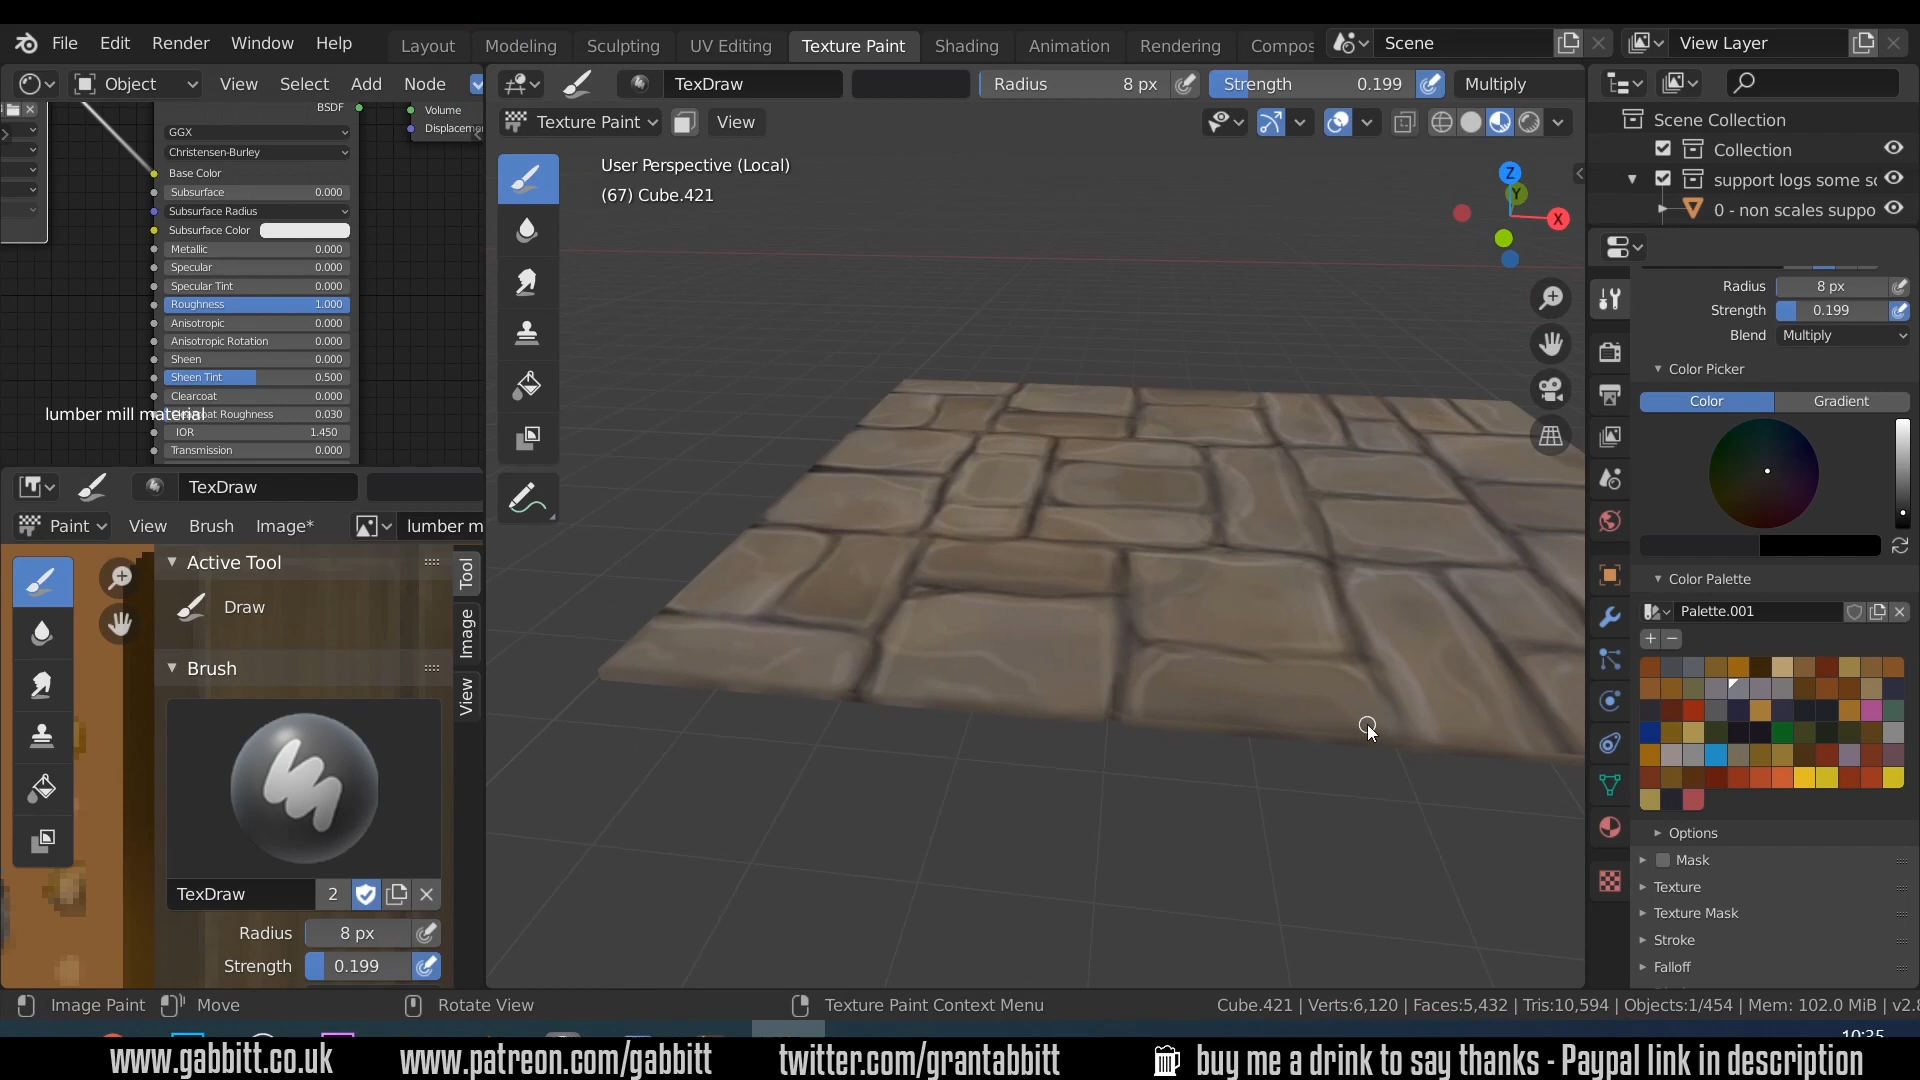 File Edit Render Window Help Layout Modeling Sculpting UV Editing Texture Paint Shading Animation Rendering Compos Scene View Layer
Object View Select Add Node TexDraw Radius 8 px Strength 0.199 Multiply
Texture Paint View
User Perspective (Local)
(67) Cube.421
Z
Y
X
BSDF
Volume
Displaceme
GGX
Christensen-Burley
Base Color
Subsurface 0.000
Subsurface Radius
Subsurface Color
Metallic 0.000
Specular 0.000
Specular Tint 0.000
Roughness 1.000
Anisotropic 0.000
Anisotropic Rotation 0.000
Sheen 0.000
Sheen Tint 0.500
Clearcoat 0.000
lumber mill material
Roughness 0.030
IOR 1.450
Transmission 0.000
TexDraw
Paint View Brush Image* lumber m
Active Tool
Draw
Brush
TexDraw 2
Radius 8 px
Strength 0.199
Tool
Image
View
Scene Collection
Collection
support logs some sc
0 - non scales suppo
Radius 8 px
Strength 0.199
Blend Multiply
Color Picker
Color Gradient
Color Palette
Palette.001
Options
Mask
Texture
Texture Mask
Stroke
Falloff
Image Paint Move Rotate View Texture Paint Context Menu Cube.421 | Verts:6,120 | Faces:5,432 | Tris:10,594 | Objects:1/454 | Mem: 102.0 MiB | v2.8
10:35
www.gabbitt.co.uk www.patreon.com/gabbitt twitter.com/grantabbitt buy me a drink to say thanks - Paypal link in description